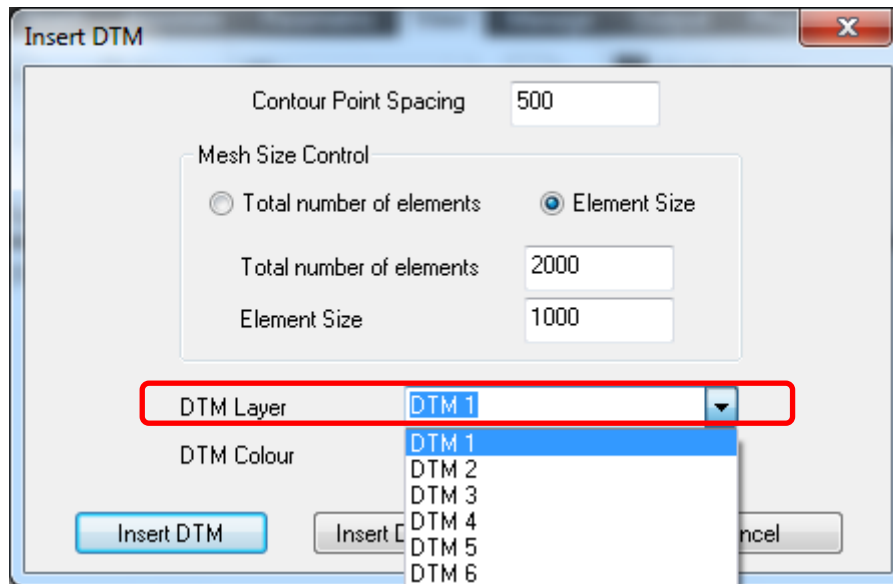 Insert DTM
Contour Point Spacing 500
Mesh Size Control
Total number of elements Element Size
Total number of elements 2000
Element Size 1000
DTM Layer DTM 1
DTM 1
DTM Colour
DTM 2
DTM 3
DTM 4
Insert DTM Insert
DTM 5
DTM 6